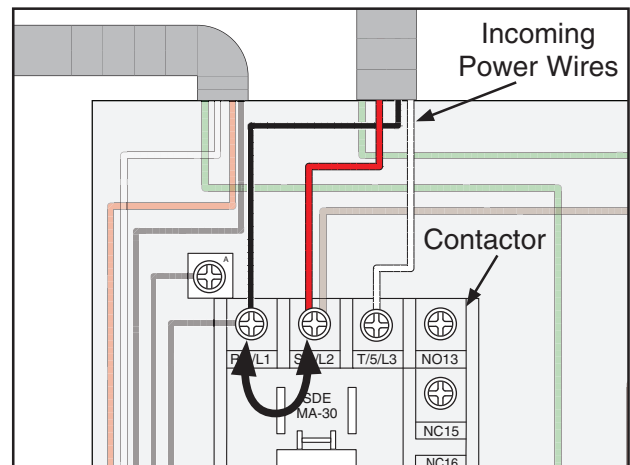 Incoming
Power Wires
Contactor
A
T/5/L3
NO13
SDE
MA-30
NC15
NC16